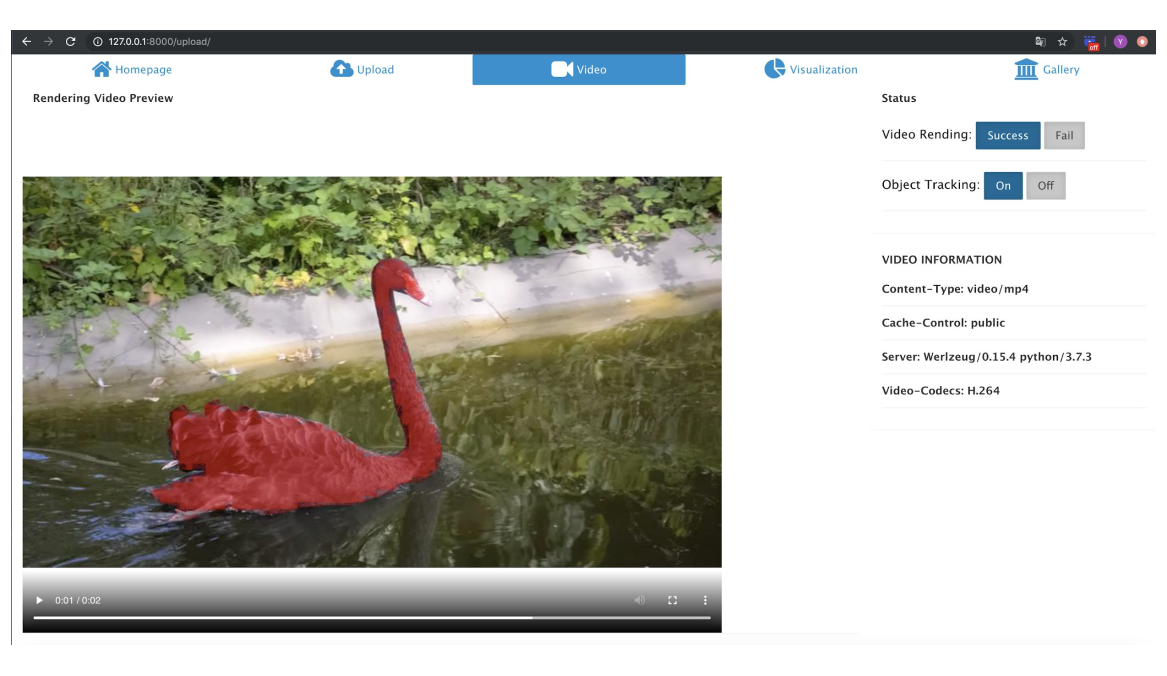 127.0.0.1:8000/upload/
off
Y
Homepage
Upload
Video
Visualization
Gallery
Rendering Video Preview
Status
Video Rending: Success Fail
Object Tracking: On Off
VIDEO INFORMATION
Content-Type: video/mp4
Cache-Control: public
Server: Werlzeug/0.15.4 python/3.7.3
Video-Codecs: H.264
0:01 / 0:02